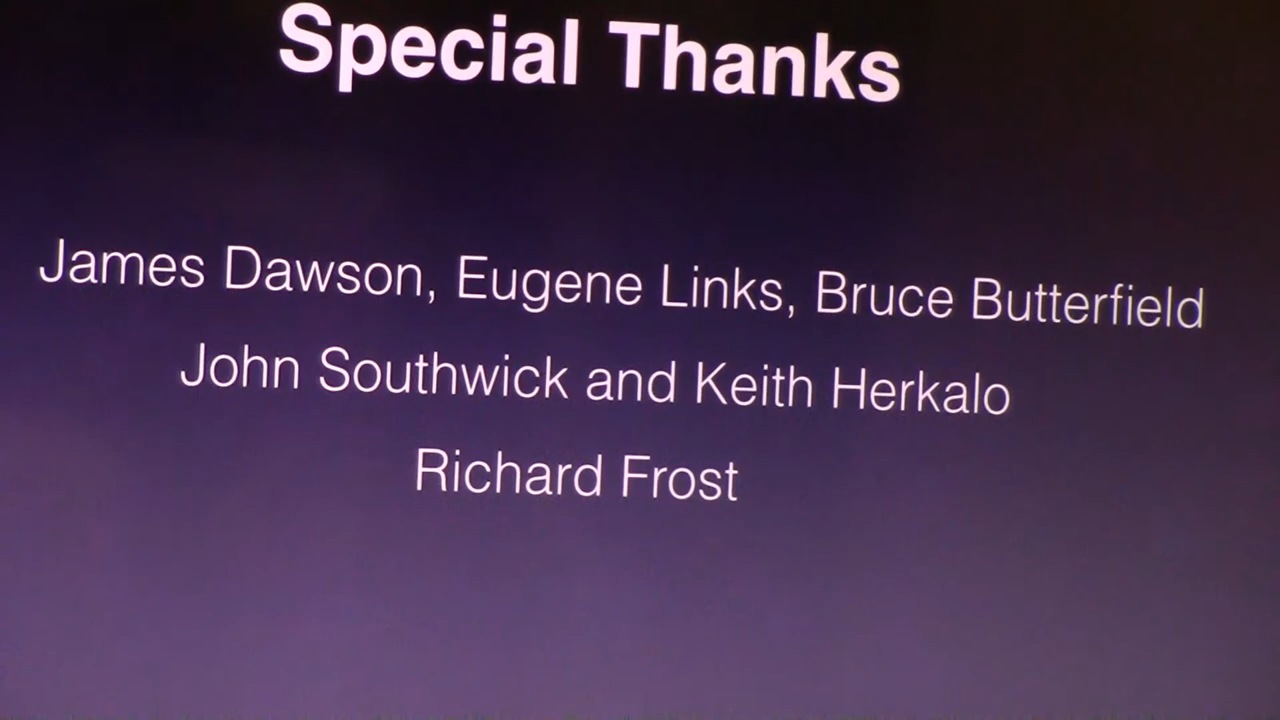 Special Thanks
James Dawson, Eugene Links, Bruce Butterfield
John Southwick and Keith Herkalo
Richard Frost